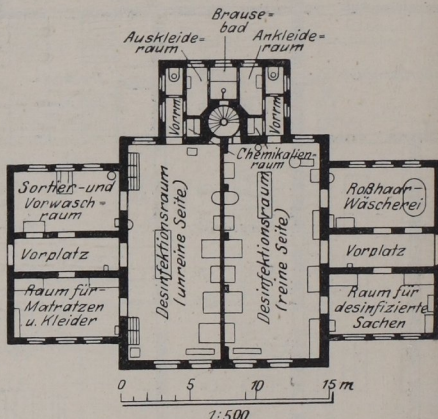 Brause=
bad
Auskleide=
raum
Ankleide=
raum
Vorrm
Vorrm
Chemikalien-
raum
Sortier-und
Vorwasch=
raum
Vorplatz
Raum für-
Matratzen
u. Kleider
Desinfektionsraum
(unreine Seite)
Desinfektionsraum
(reine Seite)
Roßhaar-
Wäscherei
Vorplatz
Raum für
desinfizierte
Sachen
0 5 10 15 m
1:500